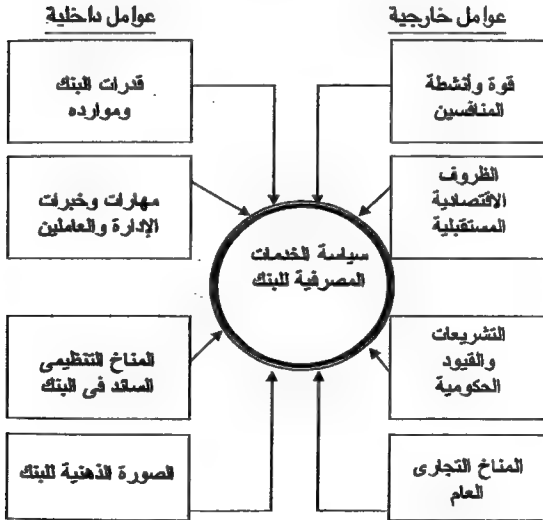 عوامل خارجية
عوامل داخلية
قوة وأنشطة
المنافسين
قدرات البنك
وموارده
الظروف
الاقتصادية
المستقبلية
مهارات وخبرات
الإدارة والعاملين
سياسة الخدمات
المصرفية للبنك
التشريعات
والقيود
الحكومية
المناخ التنظيمى
السائد فى البنك
المناخ التجارى
العام
الصورة الذهنية للبنك